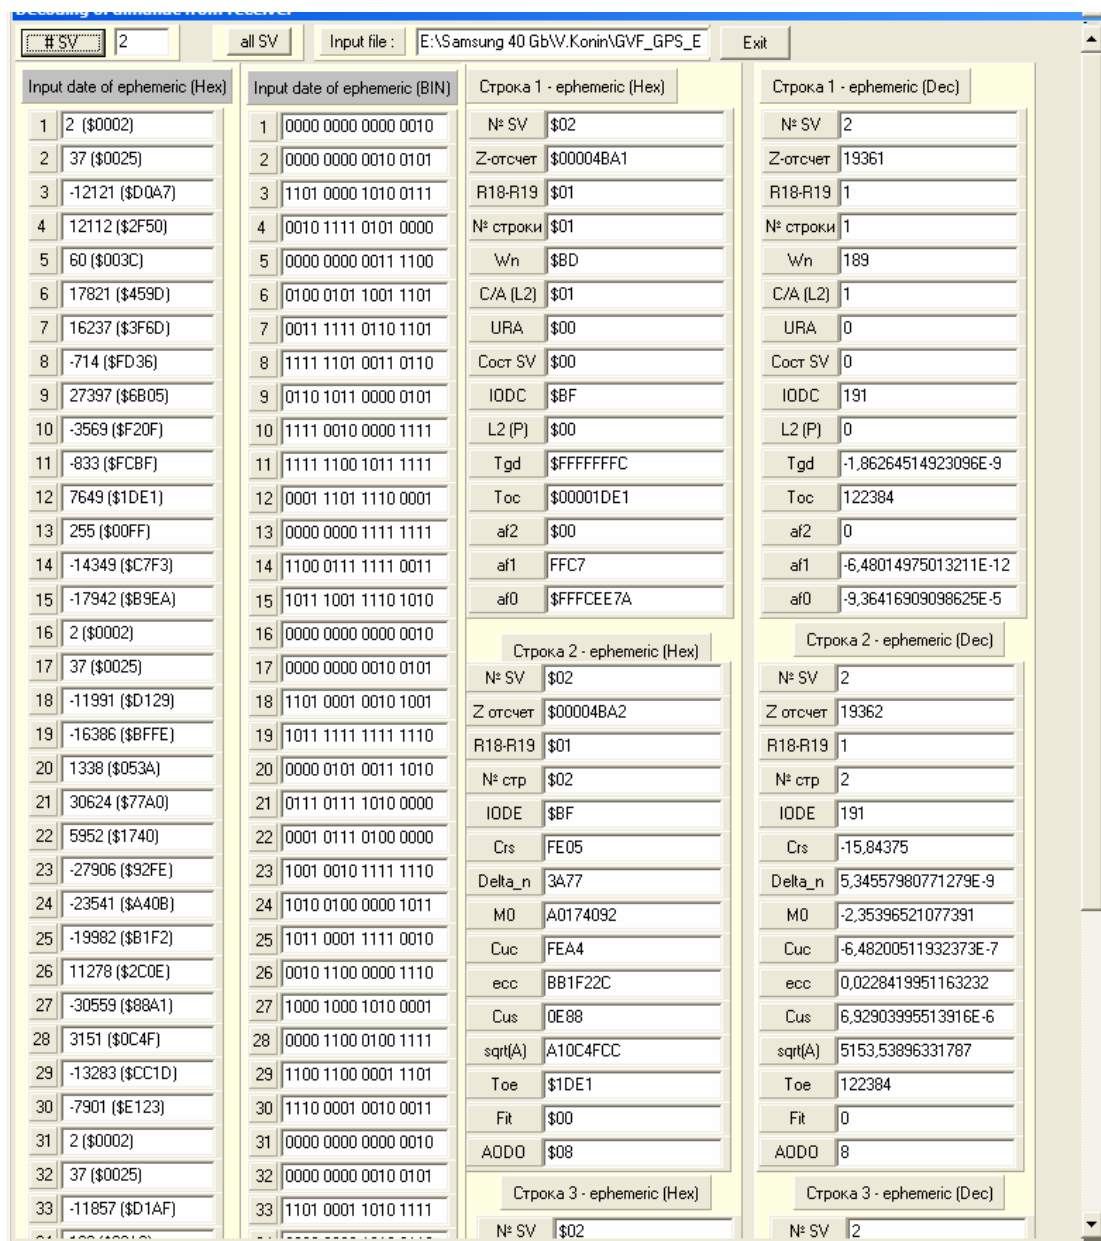 Decoding of almanac from receiver
# SV 2 all SV Input file : E:\Samsung 40 Gb\V.Konin\GVF_GPS_E Exit
Input date of ephemeric (Hex)
1 2 ($0002)
2 37 ($0025)
3 -12121 ($D0A7)
4 12112 ($2F50)
5 60 ($003C)
6 17821 ($459D)
7 16237 ($3F6D)
8 -714 ($FD36)
9 27397 ($6B05)
10 -3569 ($F20F)
11 -833 ($FCBF)
12 7649 ($1DE1)
13 255 ($00FF)
14 -14349 ($C7F3)
15 -17942 ($B9EA)
16 2 ($0002)
17 37 ($0025)
18 -11991 ($D129)
19 -16386 ($BFFE)
20 1338 ($053A)
21 30624 ($77A0)
22 5952 ($1740)
23 -27906 ($92FE)
24 -23541 ($A40B)
25 -19982 ($B1F2)
26 11278 ($2C0E)
27 -30559 ($88A1)
28 3151 ($0C4F)
29 -13283 ($CC1D)
30 -7901 ($E123)
31 2 ($0002)
32 37 ($0025)
33 -11857 ($D1AF)
Input date of ephemeric (BIN)
1 0000 0000 0000 0010
2 0000 0000 0010 0101
3 1101 0000 1010 0111
4 0010 1111 0101 0000
5 0000 0000 0011 1100
6 0100 0101 1001 1101
7 0011 1111 0110 1101
8 1111 1101 0011 0110
9 0110 1011 0000 0101
10 1111 0010 0000 1111
11 1111 1100 1011 1111
12 0001 1101 1110 0001
13 0000 0000 1111 1111
14 1100 0111 1111 0011
15 1011 1001 1110 1010
16 0000 0000 0000 0010
17 0000 0000 0010 0101
18 1101 0001 0010 1001
19 1011 1111 1111 1110
20 0000 0101 0011 1010
21 0111 0111 1010 0000
22 0001 0111 0100 0000
23 1001 0010 1111 1110
24 1010 0100 0000 1011
25 1011 0001 1111 0010
26 0010 1100 0000 1110
27 1000 1000 1010 0001
28 0000 1100 0100 1111
29 1100 1100 0001 1101
30 1110 0001 0010 0011
31 0000 0000 0000 0010
32 0000 0000 0010 0101
33 1101 0001 1010 1111
Строка 1 - ephemeric (Hex)
Nº SV $02
Z-отсчет $00004BA1
R18-R19 $01
Nº строки $01
Wn $BD
C/A (L2) $01
URA $00
Сост SV $00
IODC $BF
L2 (P) $00
Tgd $FFFFFFFC
Toc $00001DE1
af2 $00
af1 FFC7
af0 $FFFCEE7A
Строка 2 - ephemeric (Hex)
Nº SV $02
Z отсчет $00004BA2
R18-R19 $01
Nº стр $02
IODE $BF
Crs FE05
Delta_n 3A77
M0 A0174092
Cuc FEA4
ecc BB1F22C
Cus 0E88
sqrt(A) A10C4FCC
Toe $1DE1
Fit $00
AODO $08
Строка 3 - ephemeric (Hex)
Nº SV $02
Строка 1 - ephemeric (Dec)
Nº SV 2
Z-отсчет 19361
R18-R19 1
Nº строки 1
Wn 189
C/A (L2) 1
URA 0
Сост SV 0
IODC 191
L2 (P) 0
Tgd -1,86264514923096E-9
Toc 122384
af2 0
af1 -6,48014975013211E-12
af0 -9,36416909098625E-5
Строка 2 - ephemeric (Dec)
Nº SV 2
Z отсчет 19362
R18-R19 1
Nº стр 2
IODE 191
Crs -15,84375
Delta_n 5,34557980771279E-9
M0 -2,35396521077391
Cuc -6,48200511932373E-7
ecc 0,0228419951163232
Cus 6,92903995513916E-6
sqrt(A) 5153,53896331787
Toe 122384
Fit 0
AODO 8
Строка 3 - ephemeric (Dec)
Nº SV 2